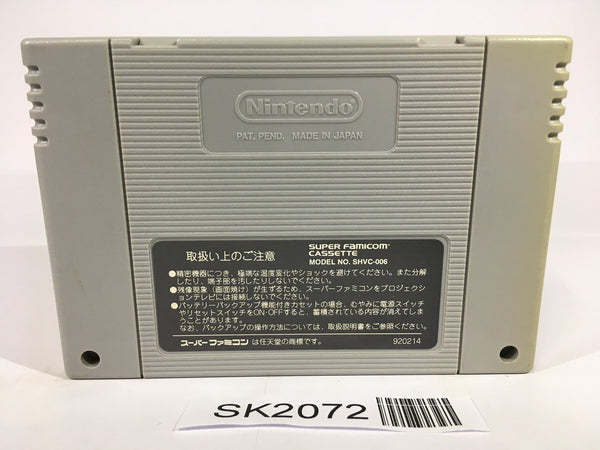 Nintendo
PAT. PEND. MADE IN JAPAN
取扱い上のご注意
SUPER FAMICOM
CASSETTE
MODEL NO. SHVC-006
●精密機器につき、極端な温度変化やショックを避けてください。また分解
したり、端子部を汚したりしないでください。
●残像現象(画面焼け)が生ずるため、スーパーファミコンをプロジェクシ
ョンテレビには接続しないでください。
●バッテリーバックアップ機能付きカセットの場合、むやみに電源スイッチ
やリセットスイッチをON・OFFすると、蓄積されている内容が消えてしま
うことがあります。
なお、バックアップの操作方法については、取扱説明書をご参照ください。
スーパーファミコン は任天堂の商標です。
920214
SK2072